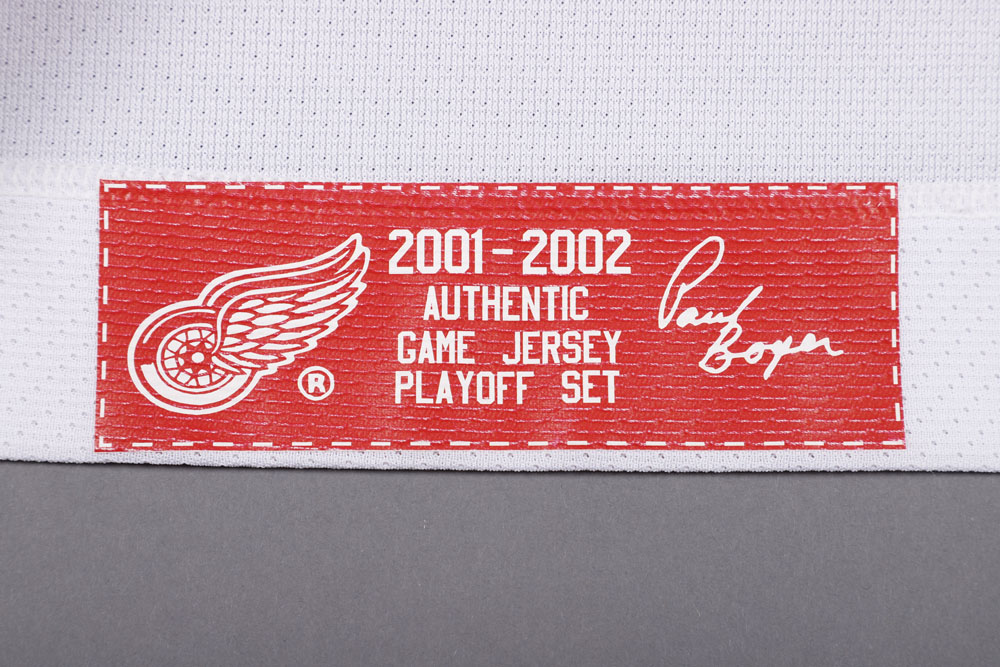 2001-2002
AUTHENTIC
GAME JERSEY
PLAYOFF SET
Paul
Boyer
®